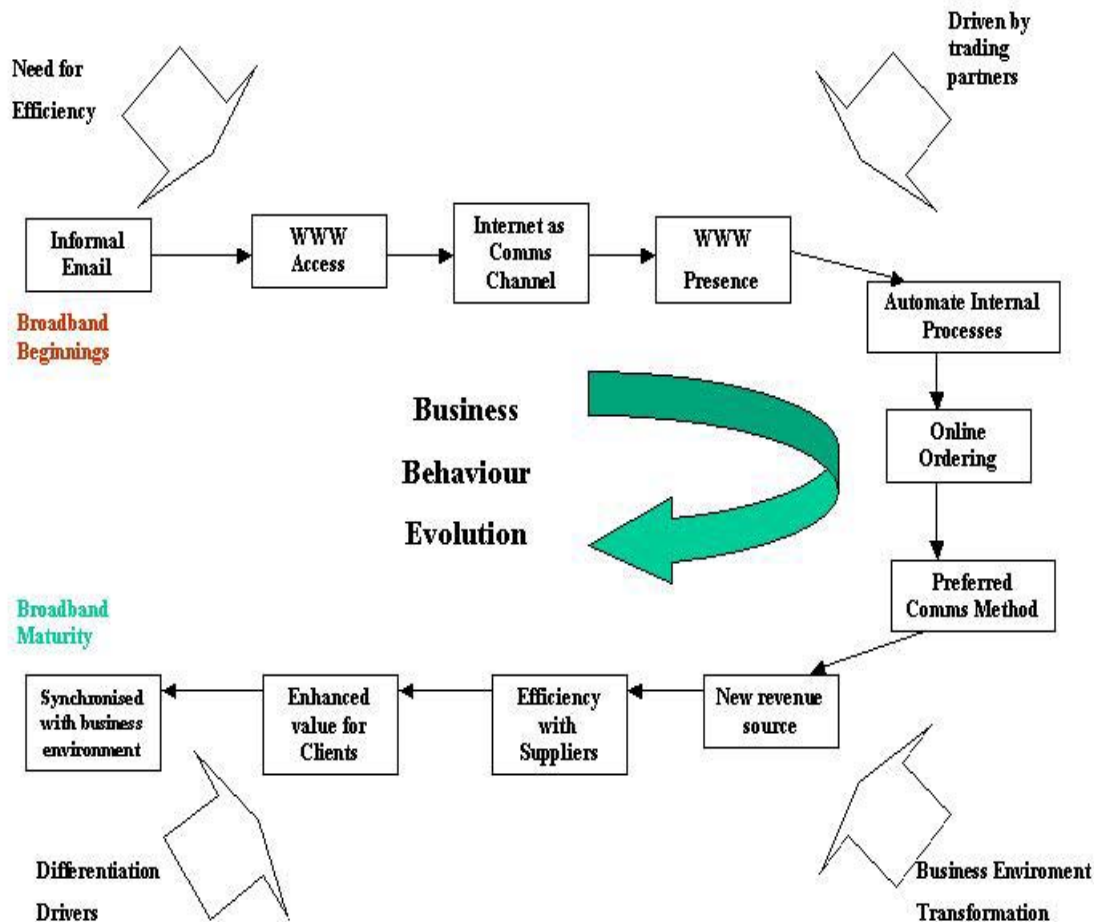 Need for
Efficiency
Driven by
trading
partners
Informal
Email
WWW
Access
Internet as
Comms
Channel
WWW
Presence
Automate Internal
Processes
Broadband
Beginnings
Business
Behaviour
Evolution
Online
Ordering
Preferred
Comms Method
Broadband
Maturity
New revenue
source
Efficiency
with
Suppliers
Enhanced
value for
Clients
Synchronised
with business
environment
Differentiation
Drivers
Business Enviroment
Transformation